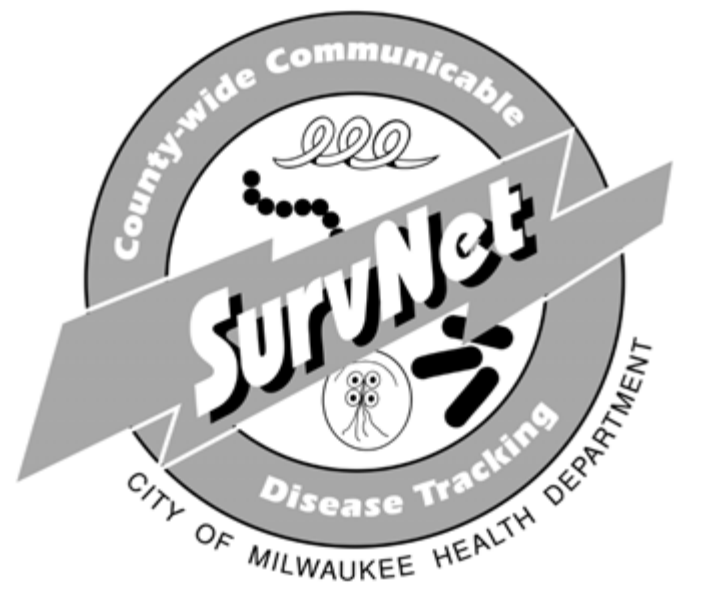 County-wide Communicable
SurvNet
Disease Tracking
CITY OF MILWAUKEE HEALTH DEPARTMENT